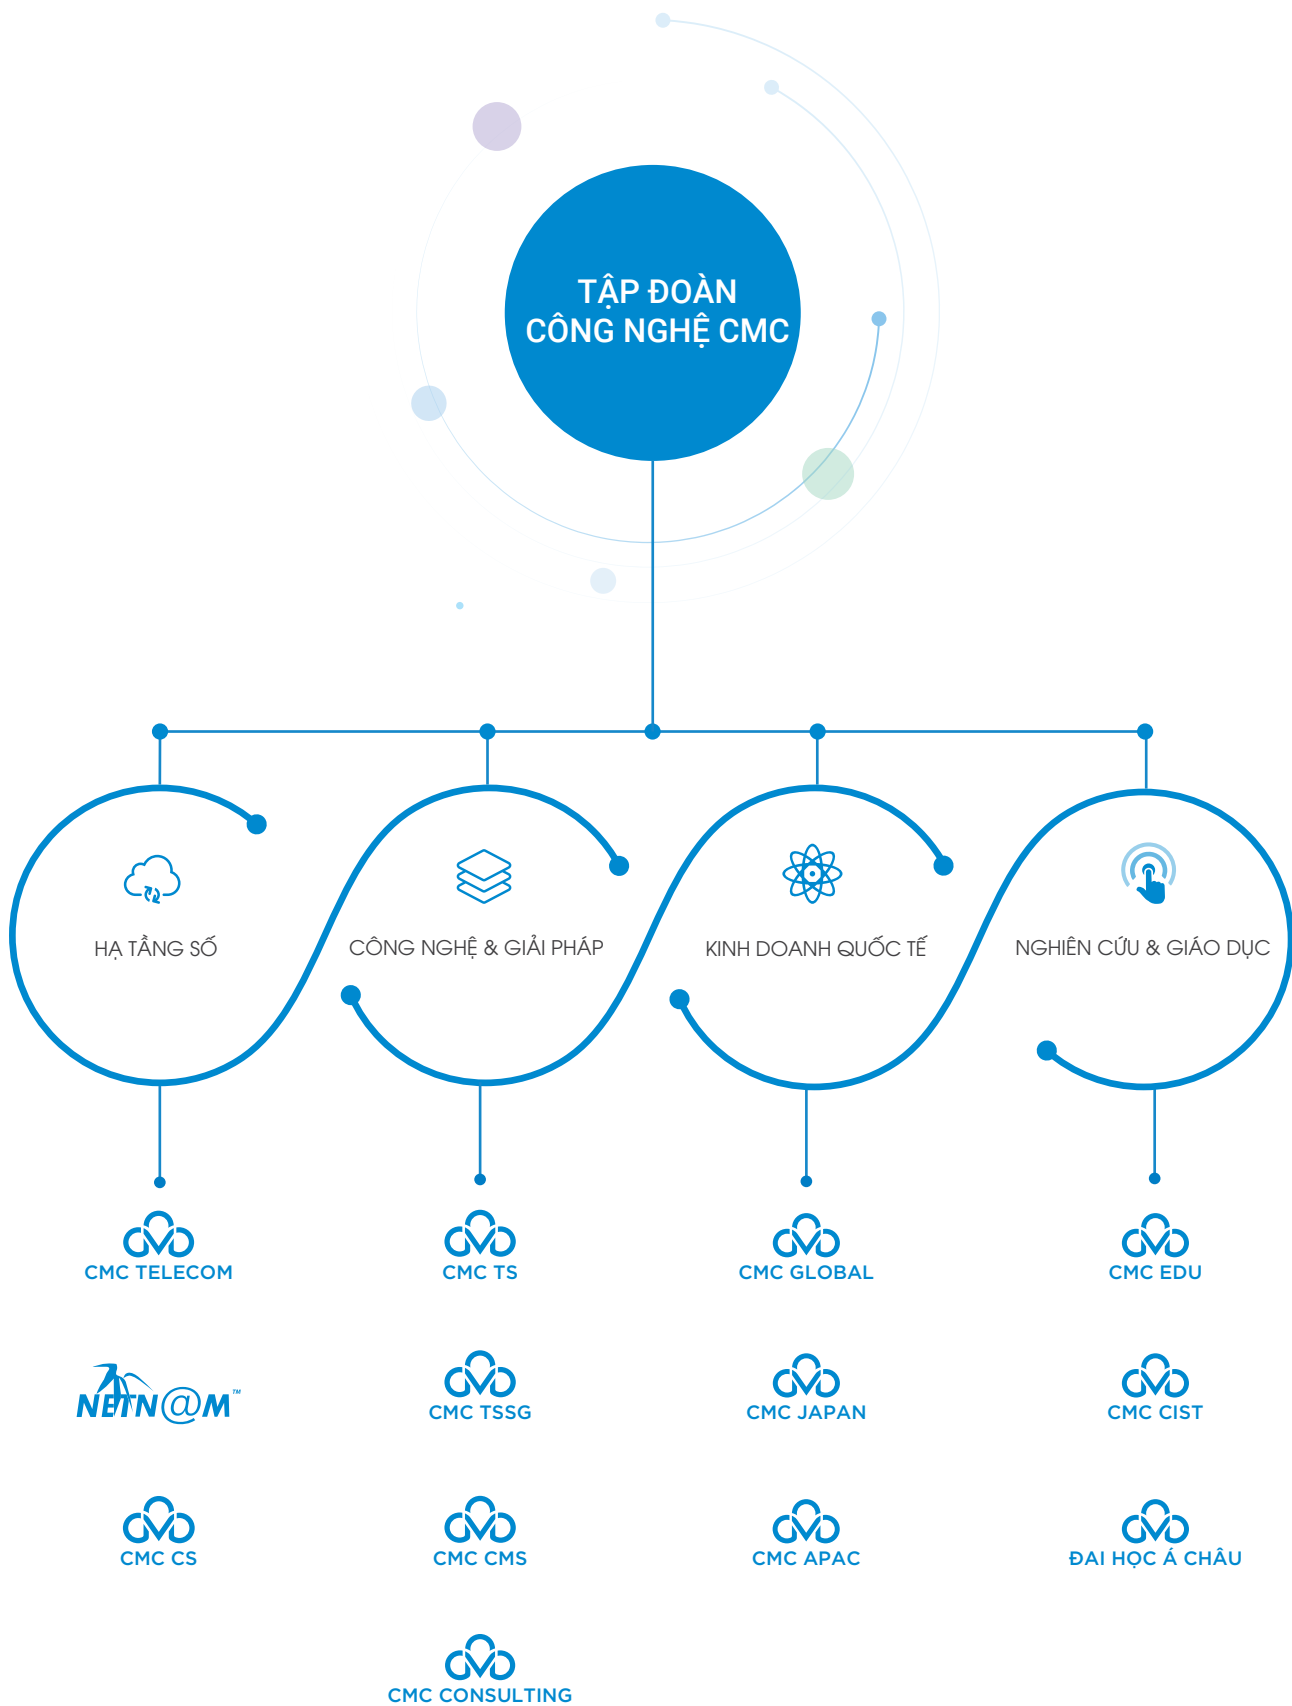 TẬP ĐOÀN
CÔNG NGHỆ CMC
HẠ TẦNG SỐ
CÔNG NGHỆ & GIẢI PHÁP
KINH DOANH QUỐC TẾ
NGHIÊN CỨU & GIÁO DỤC
CMC TELECOM
CMC TS
CMC GLOBAL
CMC EDU
NETN@M™
CMC TSSG
CMC JAPAN
CMC CIST
CMC CS
CMC CMS
CMC APAC
ĐAI HỌC Á CHÂU
CMC CONSULTING